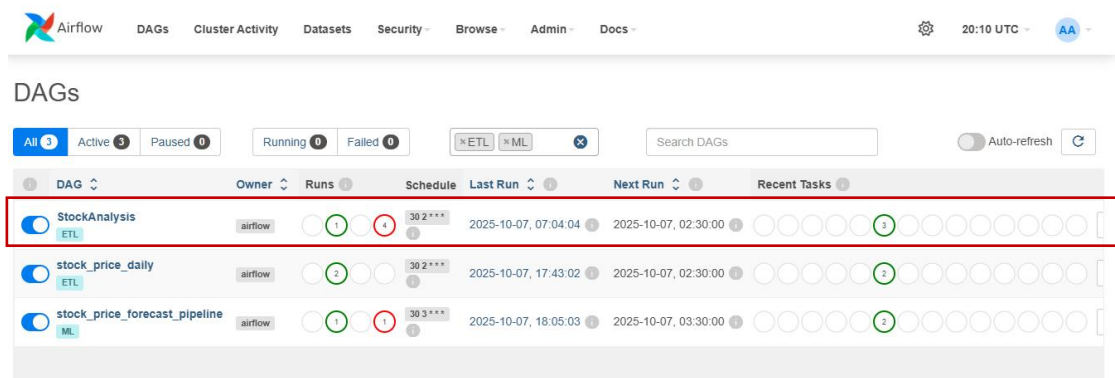 Airflow DAGs Cluster Activity Datasets Security Browse Admin Docs 20:10 UTC AA
DAGs
All 3 Active 3 Paused 0 Running 0 Failed 0 × ETL × ML Search DAGs Auto-refresh
DAG Owner Runs Schedule Last Run Next Run Recent Tasks
StockAnalysis
ETL
airflow 1 4 30 2 * * * 2025-10-07, 07:04:04 2025-10-07, 02:30:00 3
stock_price_daily
ETL
airflow 2 30 2 * * * 2025-10-07, 17:43:02 2025-10-07, 02:30:00 2
stock_price_forecast_pipeline
ML
airflow 1 1 30 3 * * * 2025-10-07, 18:05:03 2025-10-07, 03:30:00 2